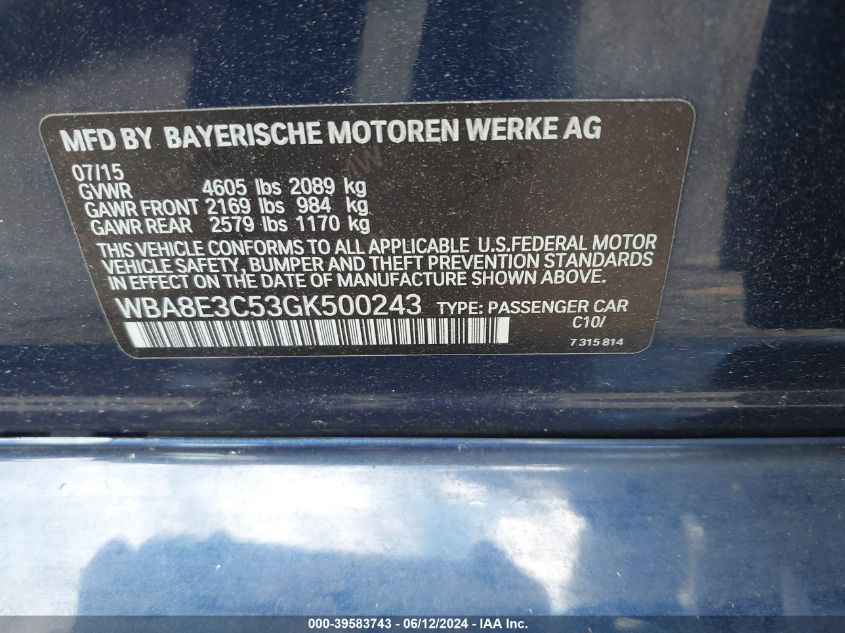 MFD BY BAYERISCHE MOTOREN WERKE AG
07/15
GVWR 4605 lbs 2089 kg
GAWR FRONT 2169 lbs 984 kg
GAWR REAR 2579 lbs 1170 kg
THIS VEHICLE CONFORMS TO ALL APPLICABLE U.S.FEDERAL MOTOR
VEHICLE SAFETY, BUMPER AND THEFT PREVENTION STANDARDS
IN EFFECT ON THE DATE OF MANUFACTURE SHOWN ABOVE.
WBA8E3C53GK500243 TYPE: PASSENGER CAR
C10/
7 315 814
000-39583743 - 06/12/2024 - IAA Inc.